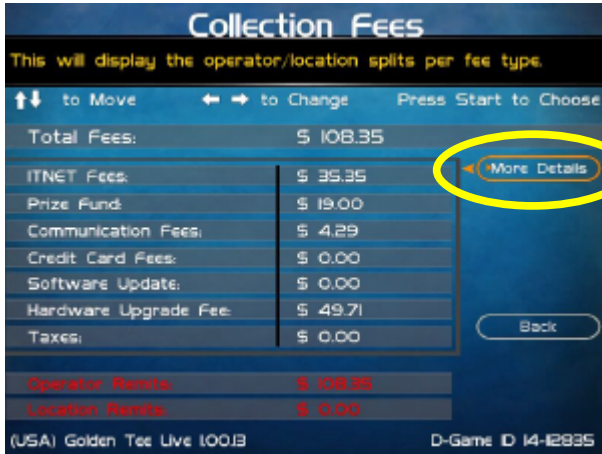 Collection Fees
This will display the operator/location splits per fee type.
to Move to Change Press Start to Choose
Total Fees: $ 108.35
More Details
ITNET Fees: $ 35.35
Prize Fund: $ 19.00
Communication Fees: $ 4.29
Credit Card Fees: $ 0.00
Software Update: $ 0.00
Hardware Upgrade Fee: $ 49.71
Back
Taxes: $ 0.00
Operator Remits: $ 108.35
Location Remits: $ 0.00
(USA) Golden Tee Live 1.00.13 D-Game ID 14-12835